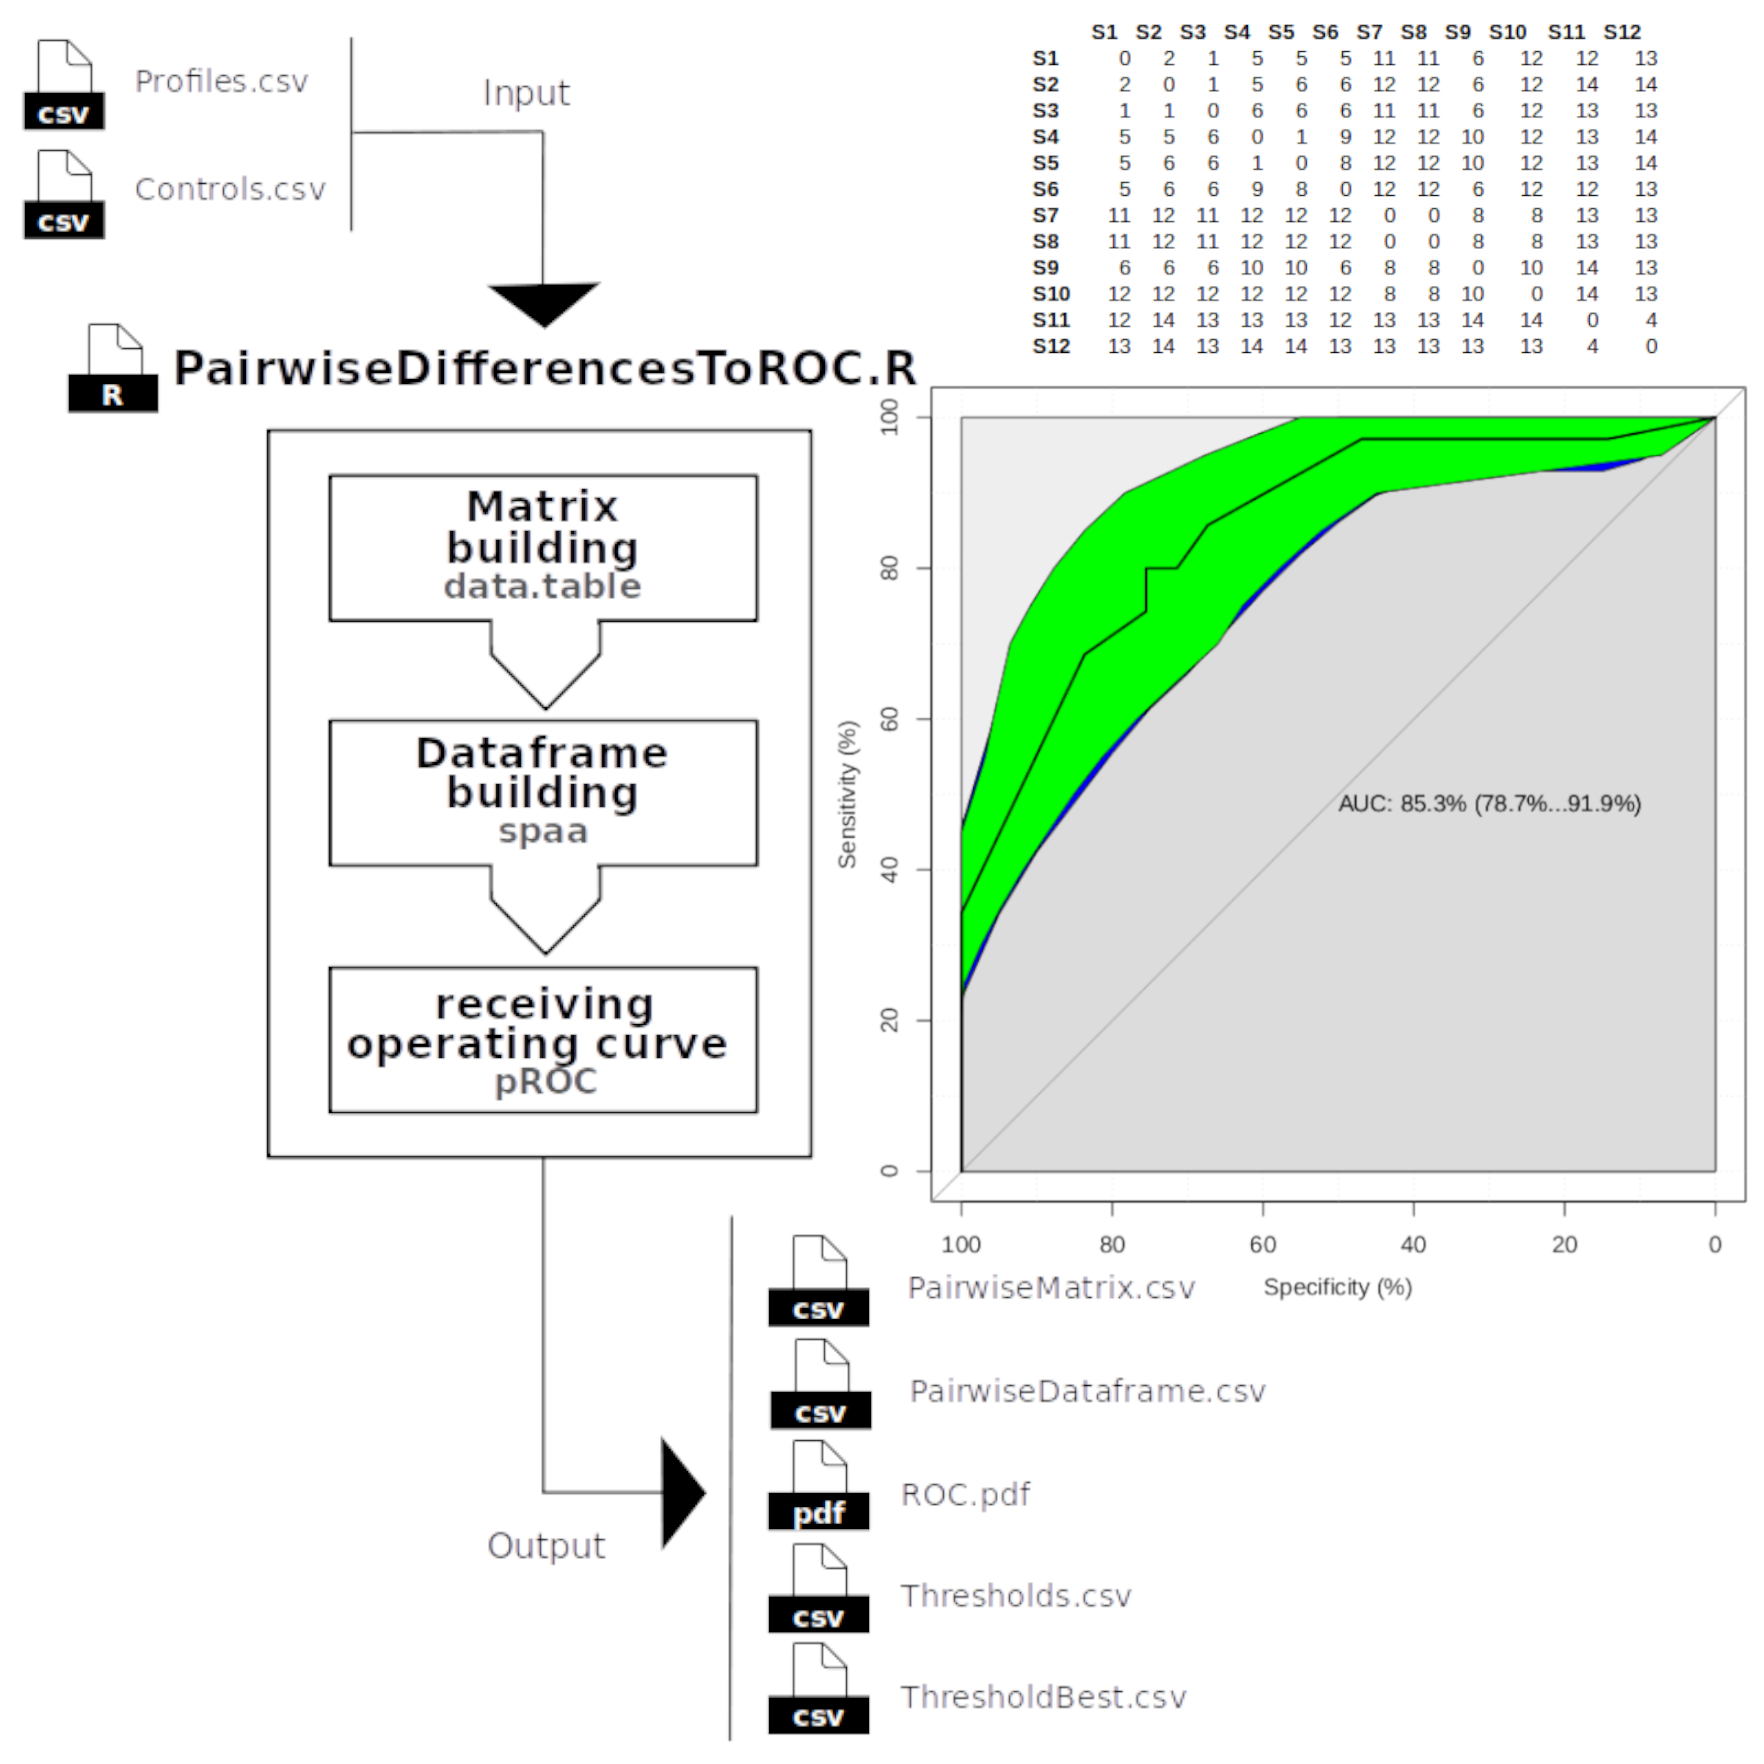 csv
Profiles.csv
csv
Controls.csv
Input
R
PairwiseDifferencesToROC.R
Matrix
building
data.table
Dataframe
building
spaa
receiving
operating curve
pROC
Output
S1 S2 S3 S4 S5 S6 S7 S8 S9 S10 S11 S12
S1 0 2 1 5 5 5 11 11 6 12 12 13
S2 2 0 1 5 6 6 12 12 6 12 14 14
S3 1 1 0 6 6 6 11 11 6 12 13 13
S4 5 5 6 0 1 9 12 12 10 12 13 14
S5 5 6 6 1 0 8 12 12 10 12 13 14
S6 5 6 6 9 8 0 12 12 6 12 12 13
S7 11 12 11 12 12 12 0 0 8 8 13 13
S8 11 12 11 12 12 12 0 0 8 8 13 13
S9 6 6 6 10 10 6 8 8 0 10 14 13
S10 12 12 12 12 12 12 8 8 10 0 14 13
S11 12 14 13 13 13 12 13 13 14 14 0 4
S12 13 14 13 14 14 13 13 13 13 13 4 0
100
80
60
40
20
0
Sensitivity (%)
AUC: 85.3% (78.7%...91.9%)
100 80 60 40 20 0
Specificity (%)
csv
PairwiseMatrix.csv
csv
PairwiseDataframe.csv
pdf
ROC.pdf
csv
Thresholds.csv
csv
ThresholdBest.csv